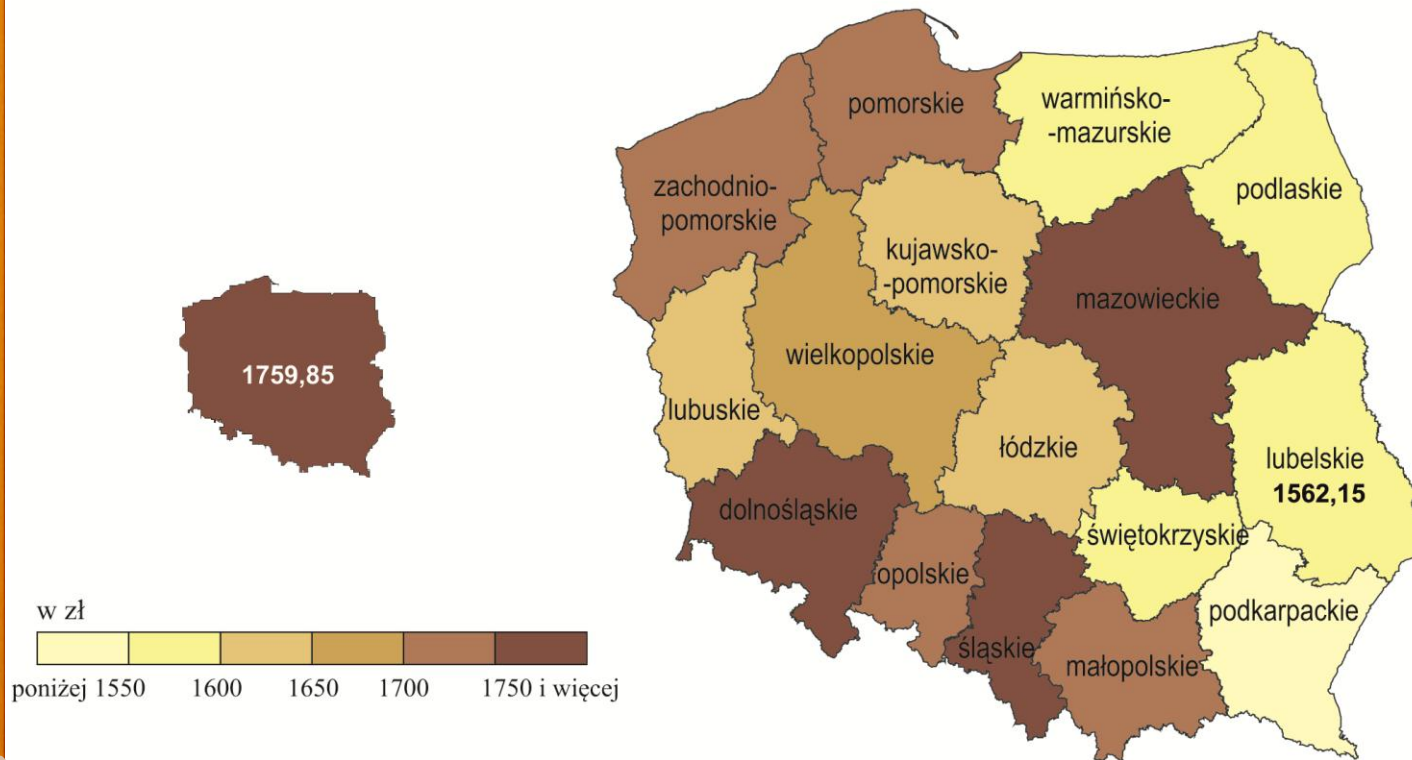 pomorskie
warmińsko-
-mazurskie
podlaskie
zachodnio-
pomorskie
kujawsko-
-pomorskie
mazowieckie
wielkopolskie
1759,85
lubuskie
łódzkie
lubelskie
1562,15
dolnośląskie
świętokrzyskie
opolskie
podkarpackie
śląskie
małopolskie
w zł
poniżej 1550 1600 1650 1700 1750 i więcej